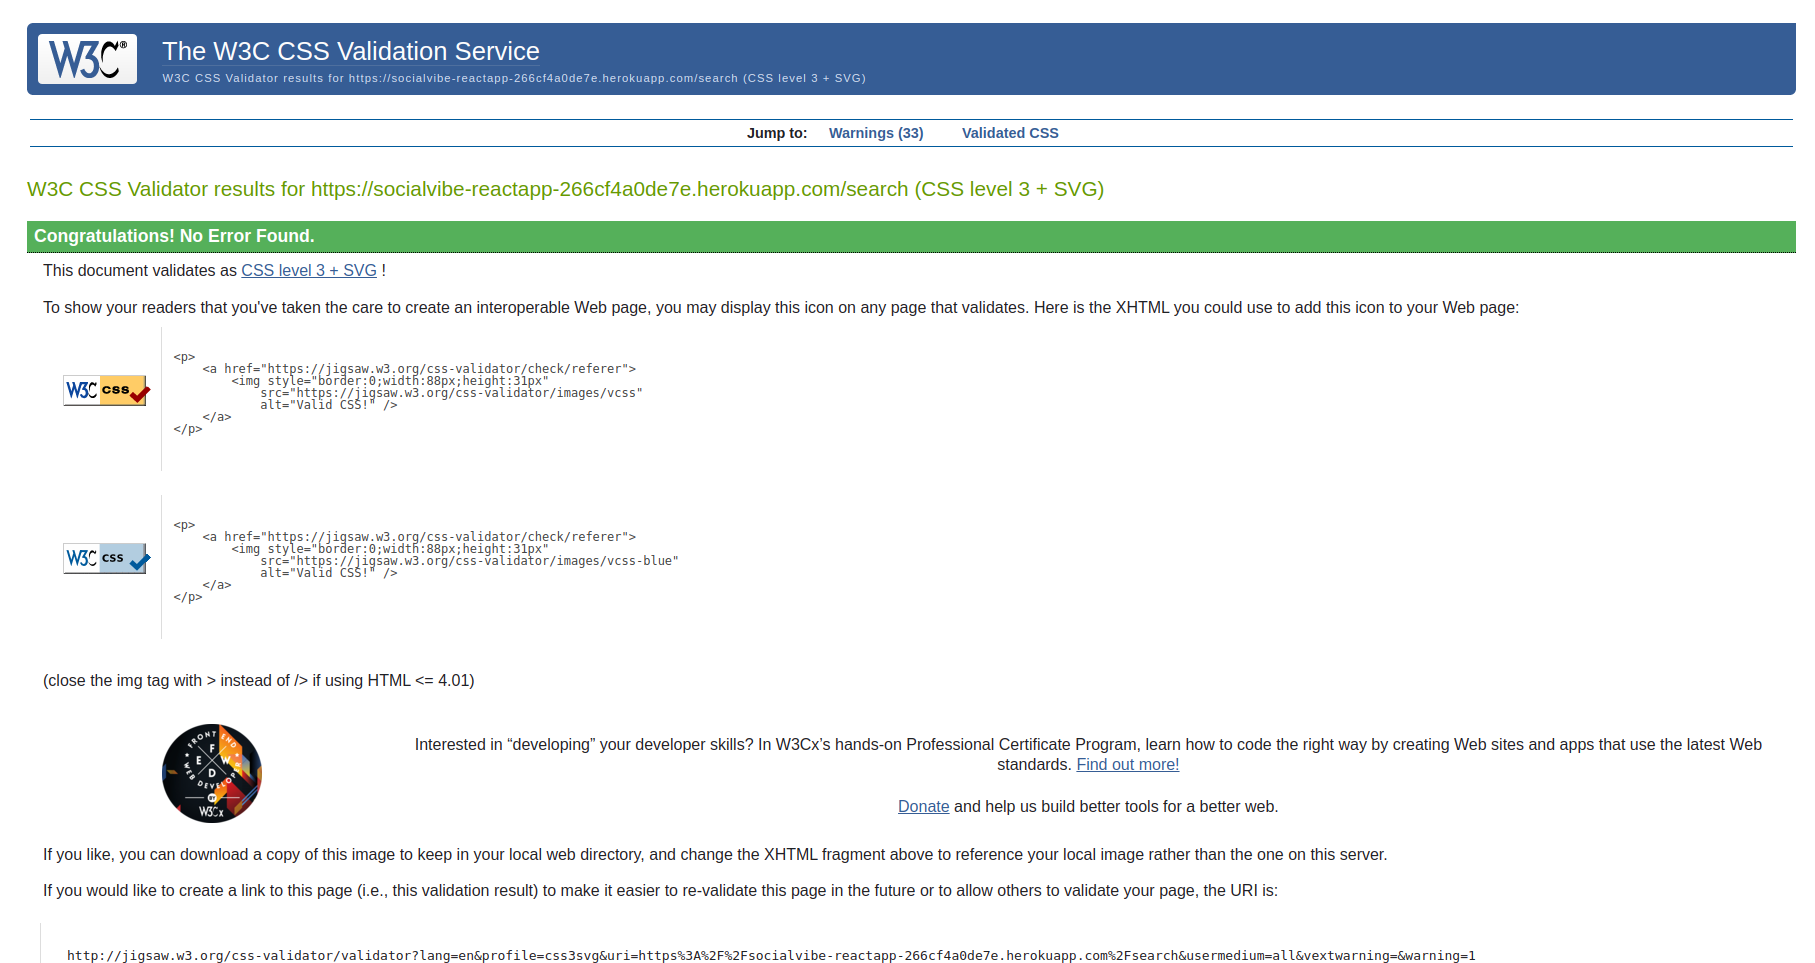 W3C®
The W3C CSS Validation Service
W3C CSS Validator results for https://socialvibe-reactapp-266cf4a0de7e.herokuapp.com/search (CSS level 3 + SVG)
Jump to: Warnings (33) Validated CSS
W3C CSS Validator results for https://socialvibe-reactapp-266cf4a0de7e.herokuapp.com/search (CSS level 3 + SVG)
Congratulations! No Error Found.
This document validates as CSS level 3 + SVG !
To show your readers that you've taken the care to create an interoperable Web page, you may display this icon on any page that validates. Here is the XHTML you could use to add this icon to your Web page:
W3C css
<p>
    <a href="https://jigsaw.w3.org/css-validator/check/referer">
        <img style="border:0;width:88px;height:31px"
            src="https://jigsaw.w3.org/css-validator/images/vcss"
            alt="Valid CSS!" />
    </a>
</p>
W3C css
<p>
    <a href="https://jigsaw.w3.org/css-validator/check/referer">
        <img style="border:0;width:88px;height:31px"
            src="https://jigsaw.w3.org/css-validator/images/vcss-blue"
            alt="Valid CSS!" />
    </a>
</p>
(close the img tag with > instead of /> if using HTML <= 4.01)
FRONT END
F
E W
D
WEB DEVELOP
W3Cx
Interested in “developing” your developer skills? In W3Cx’s hands-on Professional Certificate Program, learn how to code the right way by creating Web sites and apps that use the latest Web
standards. Find out more!
Donate and help us build better tools for a better web.
If you like, you can download a copy of this image to keep in your local web directory, and change the XHTML fragment above to reference your local image rather than the one on this server.
If you would like to create a link to this page (i.e., this validation result) to make it easier to re-validate this page in the future or to allow others to validate your page, the URI is:
http://jigsaw.w3.org/css-validator/validator?lang=en&profile=css3svg&uri=https%3A%2F%2Fsocialvibe-reactapp-266cf4a0de7e.herokuapp.com%2Fsearch&usermedium=all&vextwarning=&warning=1